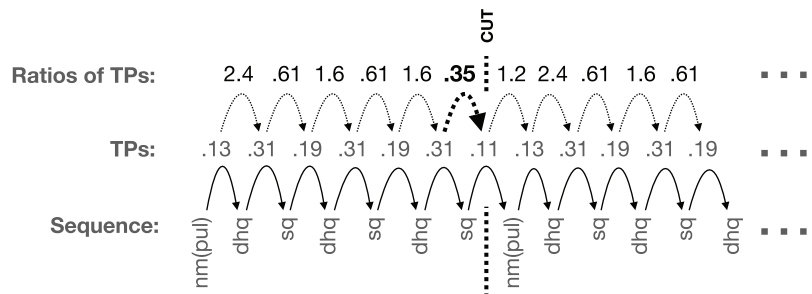 CUT
Ratios of TPs: 2.4 .61 1.6 .61 1.6 .35 1.2 2.4 .61 1.6 .61 ...
TPs: .13 .31 .19 .31 .19 .31 .11 .13 .31 .19 .31 .19 ...
Sequence: nm(pul) dhq sq dhq sq dhq sq nm(pul) dhq sq dhq sq dhq ...